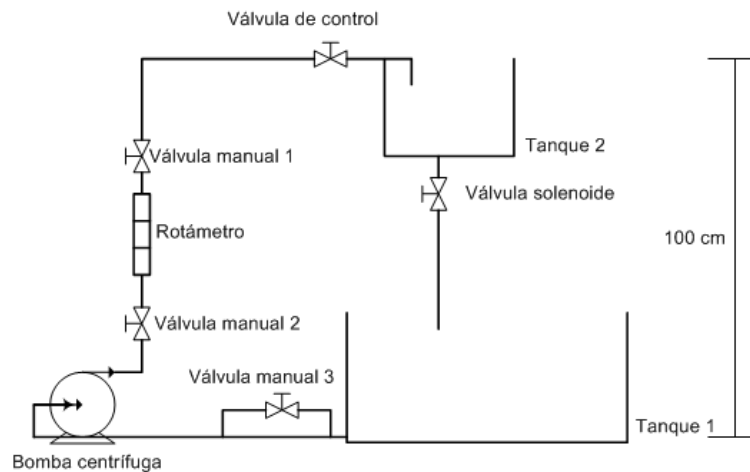 Válvula de control
Válvula manual 1
Tanque 2
Válvula solenoide
Rotámetro
100 cm
Válvula manual 2
Válvula manual 3
Tanque 1
Bomba centrífuga